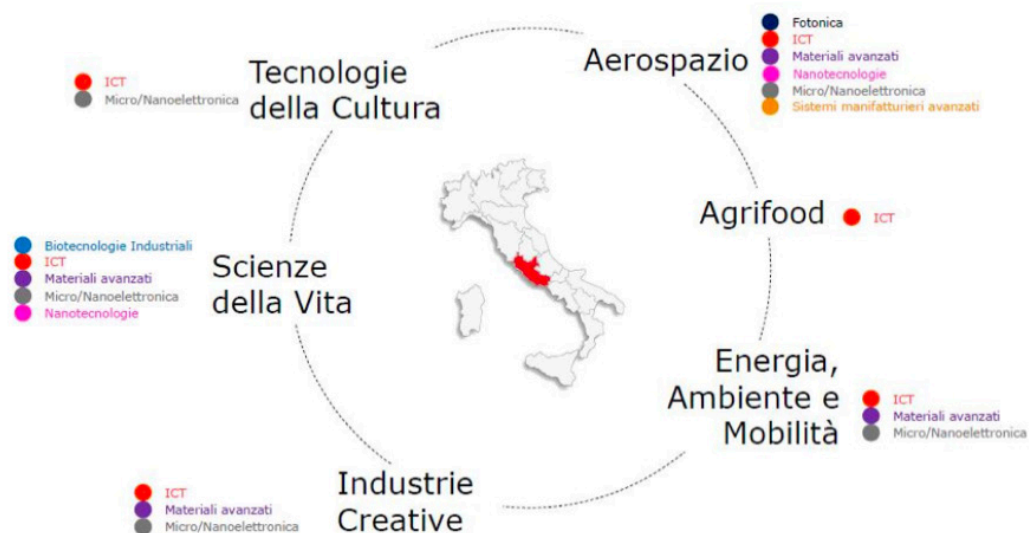 Tecnologie
della Cultura
ICT
Micro/Nanoelettronica
Aerospazio
Fotonica
ICT
Materiali avanzati
Nanotecnologie
Micro/Nanoelettronica
Sistemi manifatturieri avanzati
Agrifood
ICT
Energia,
Ambiente e
Mobilità
ICT
Materiali avanzati
Micro/Nanoelettronica
Industrie
Creative
ICT
Materiali avanzati
Micro/Nanoelettronica
Scienze
della Vita
Biotecnologie Industriali
ICT
Materiali avanzati
Micro/Nanoelettronica
Nanotecnologie